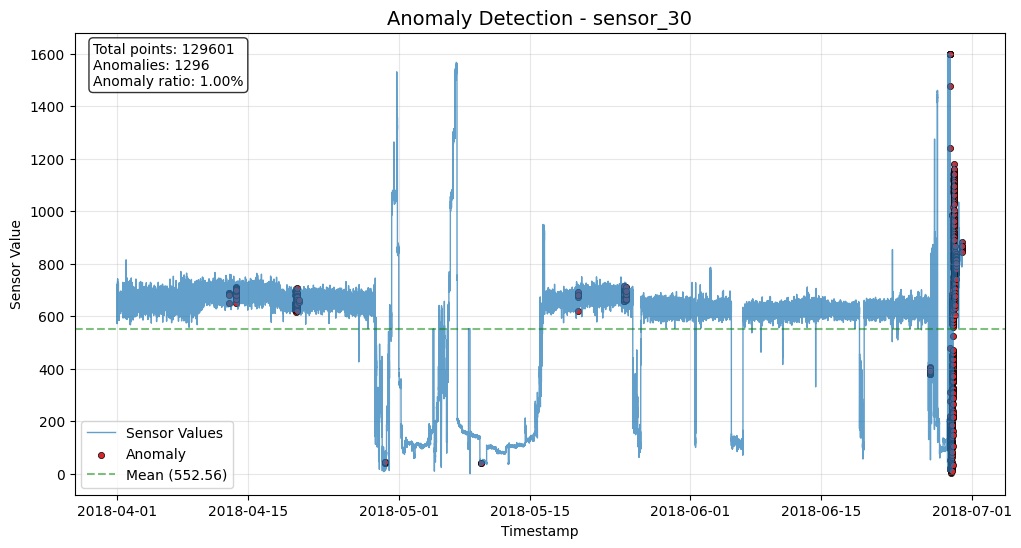 Anomaly Detection - sensor_30
Total points: 129601
Anomalies: 1296
Anomaly ratio: 1.00%
1600
1400
1200
1000
800
600
400
200
0
Sensor Value
Sensor Values
Anomaly
Mean (552.56)
2018-04-01
2018-04-15
2018-05-01
2018-05-15
2018-06-01
2018-06-15
2018-07-01
Timestamp